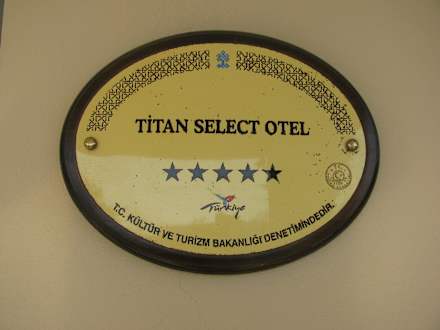 TİTAN SELECT OTEL
Türkiye
T.C. KÜLTÜR VE TURİZM BAKANLIĞI DENETİMİNDEDİR.